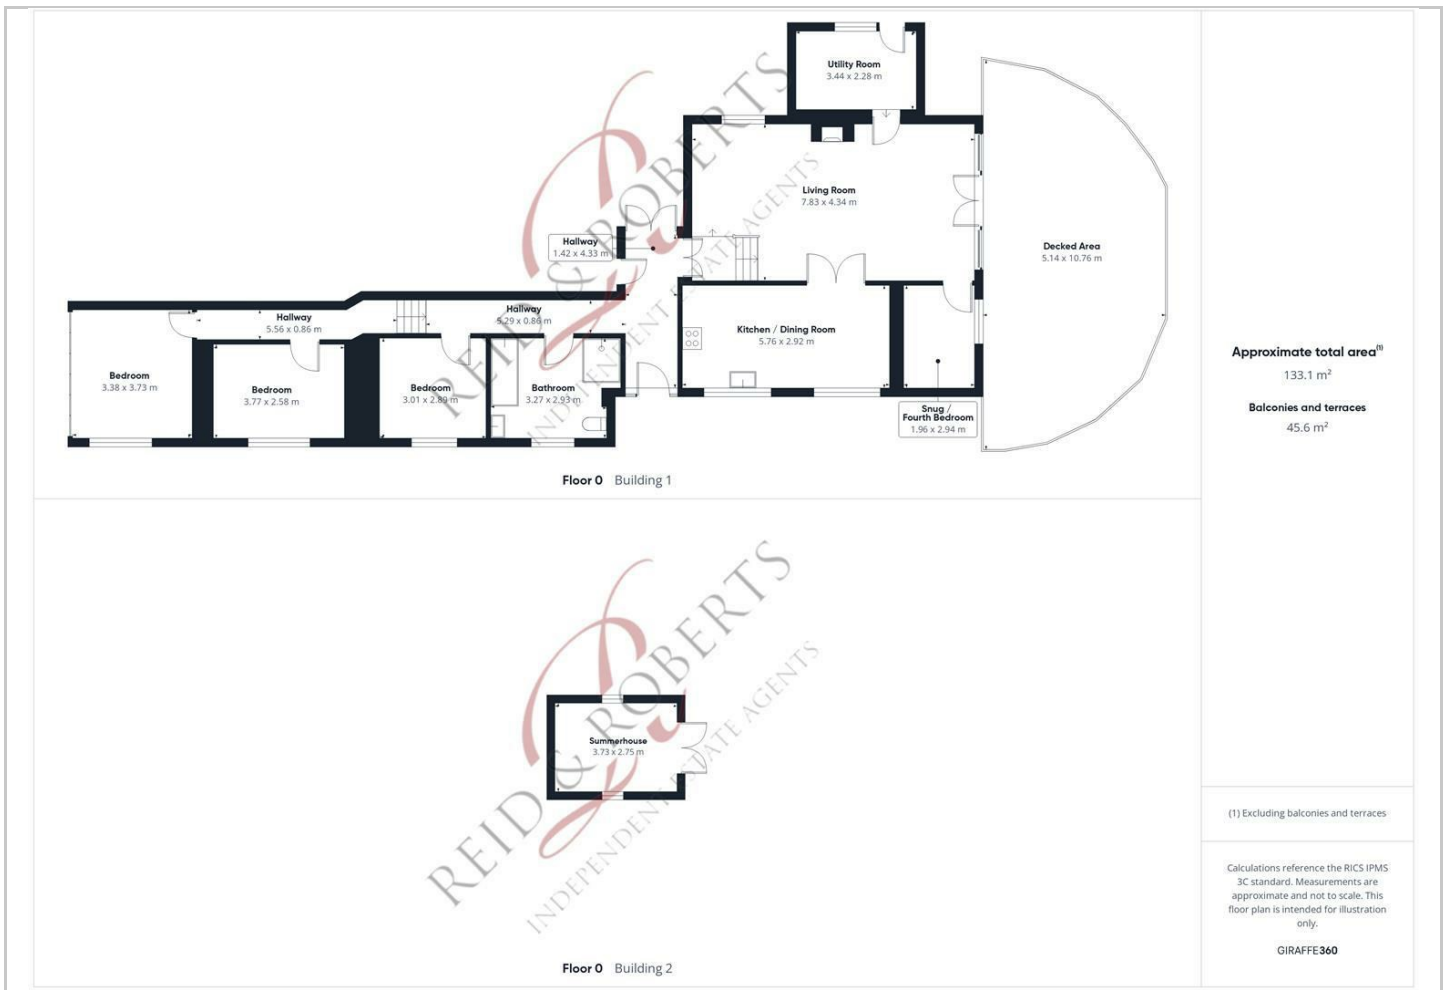 Utility Room
3.44 x 2.28 m
Living Room
7.83 x 4.34 m
Hallway
1.42 x 4.33 m
Decked Area
5.14 x 10.76 m
Hallway
5.56 x 0.86 m
Hallway
5.29 x 0.86 m
Kitchen / Dining Room
5.76 x 2.92 m
Bedroom
3.38 x 3.73 m
Bedroom
3.77 x 2.58 m
Bedroom
3.01 x 2.89 m
Bathroom
3.27 x 2.93 m
Snug /
Fourth Bedroom
1.96 x 2.94 m
REID & ROBERTS
INDEPENDENT ESTATE AGENTS
Floor 0 Building 1
Summerhouse
3.73 x 2.75 m
REID & ROBERTS
INDEPENDENT ESTATE AGENTS
Floor 0 Building 2
Approximate total area(1)
133.1 m²
Balconies and terraces
45.6 m²
(1) Excluding balconies and terraces
Calculations reference the RICS IPMS
3C standard. Measurements are
approximate and not to scale. This
floor plan is intended for illustration
only.
GIRAFFE360